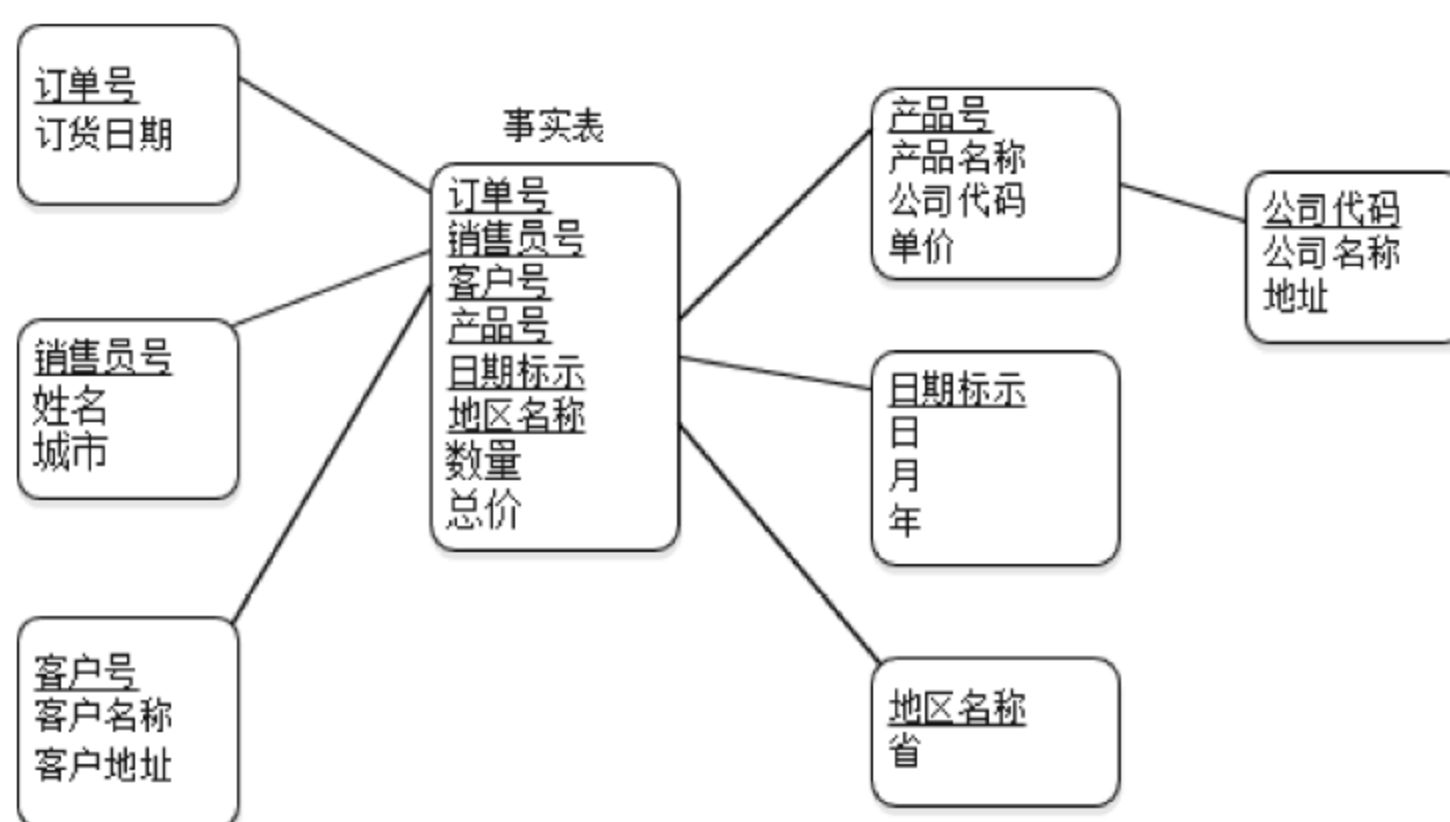 订单号
订货日期
销售员号
姓名
城市
客户号
客户名称
客户地址
事实表
订单号
销售员号
客户号
产品号
日期标示
地区名称
数量
总价
产品号
产品名称
公司代码
单价
日期标示
日
月
年
地区名称
省
公司代码
公司名称
地址